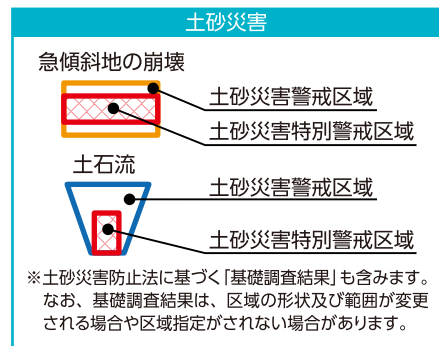 土砂災害
急傾斜地の崩壊
土砂災害警戒区域
土砂災害特別警戒区域
土石流
土砂災害警戒区域
土砂災害特別警戒区域
※土砂災害防止法に基づく「基礎調査結果」も含みます。
なお、基礎調査結果は、区域の形状及び範囲が変更
される場合や区域指定がされない場合があります。